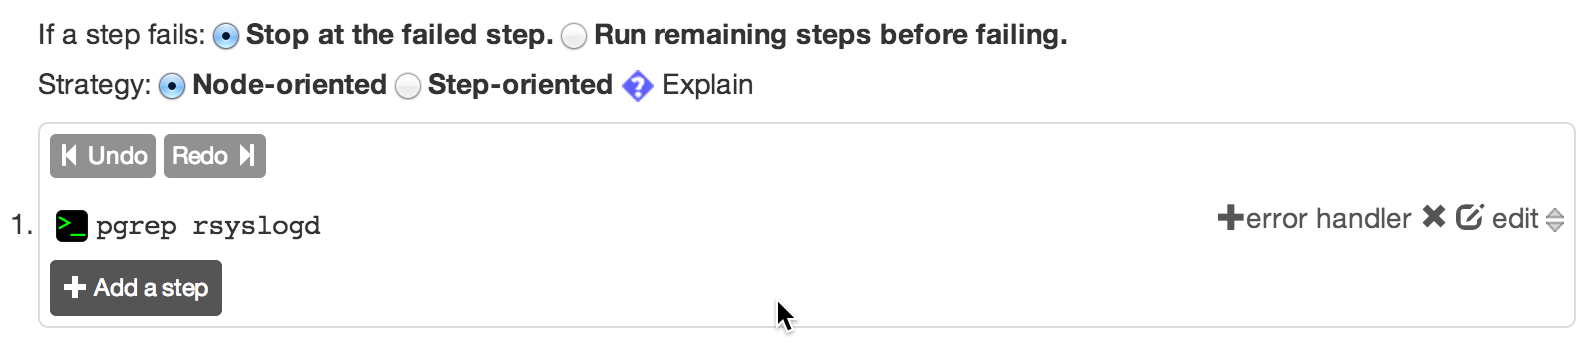 If a step fails: Stop at the failed step. Run remaining steps before failing.
Strategy: Node-oriented Step-oriented ? Explain
Undo Redo
1. >_ pgrep rsyslogd error handler edit
Add a step